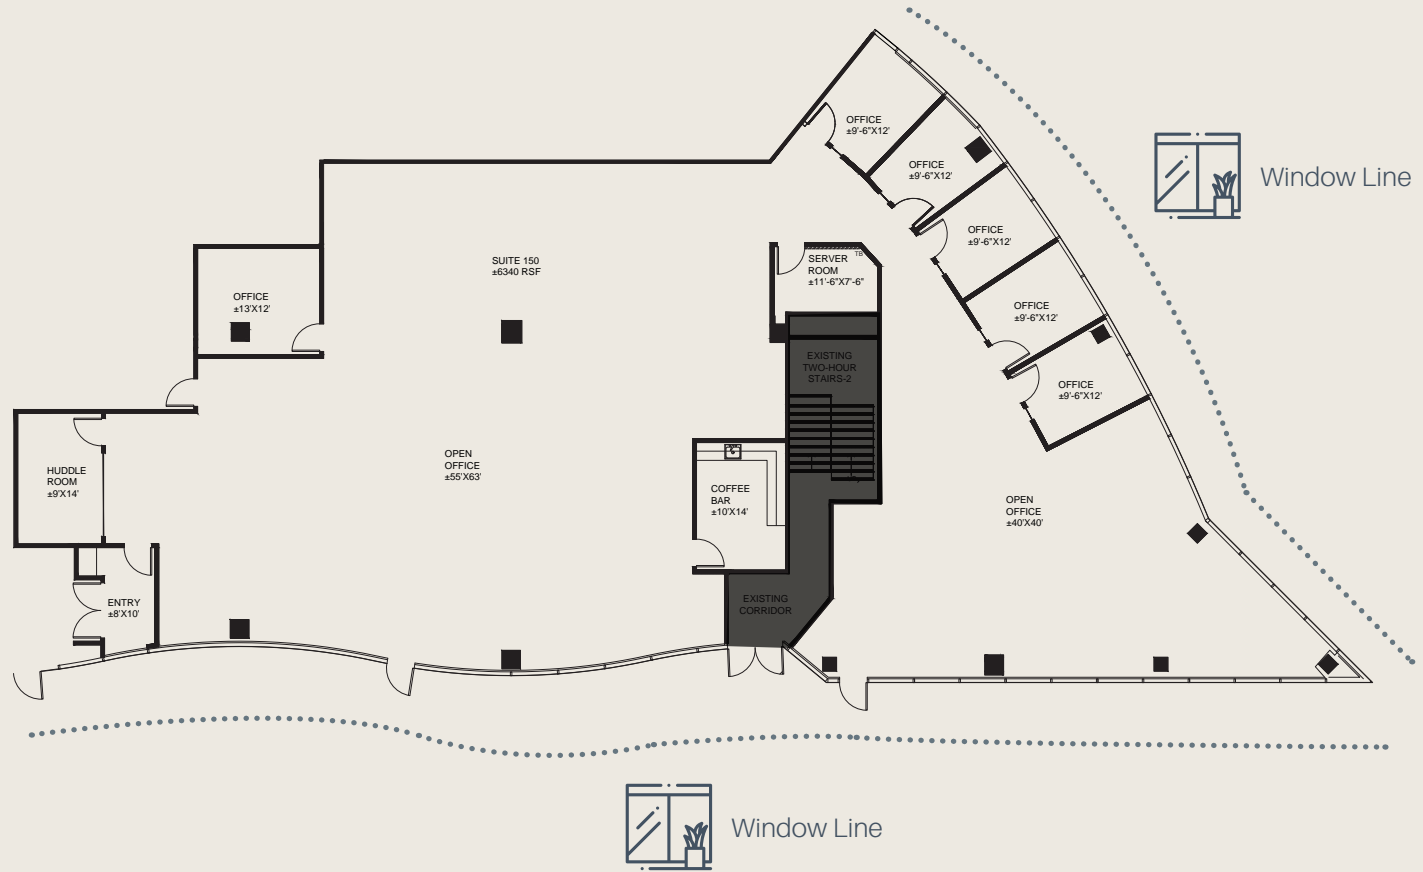 OFFICE
±9'-6"X12'
OFFICE
±9'-6"X12'
Window Line
OFFICE
±9'-6"X12'
SUITE 150
±6340 RSF
TB
SERVER
ROOM
±11'-6"X7'-6"
OFFICE
±13'X12'
OFFICE
±9'-6"X12'
EXISTING
TWO-HOUR
STAIRS-2
OFFICE
±9'-6"X12'
HUDDLE
ROOM
±9'X14'
OPEN
OFFICE
±55'X63'
COFFEE
BAR
±10'X14'
OPEN
OFFICE
±40'X40'
ENTRY
±8'X10'
EXISTING
CORRIDOR
Window Line